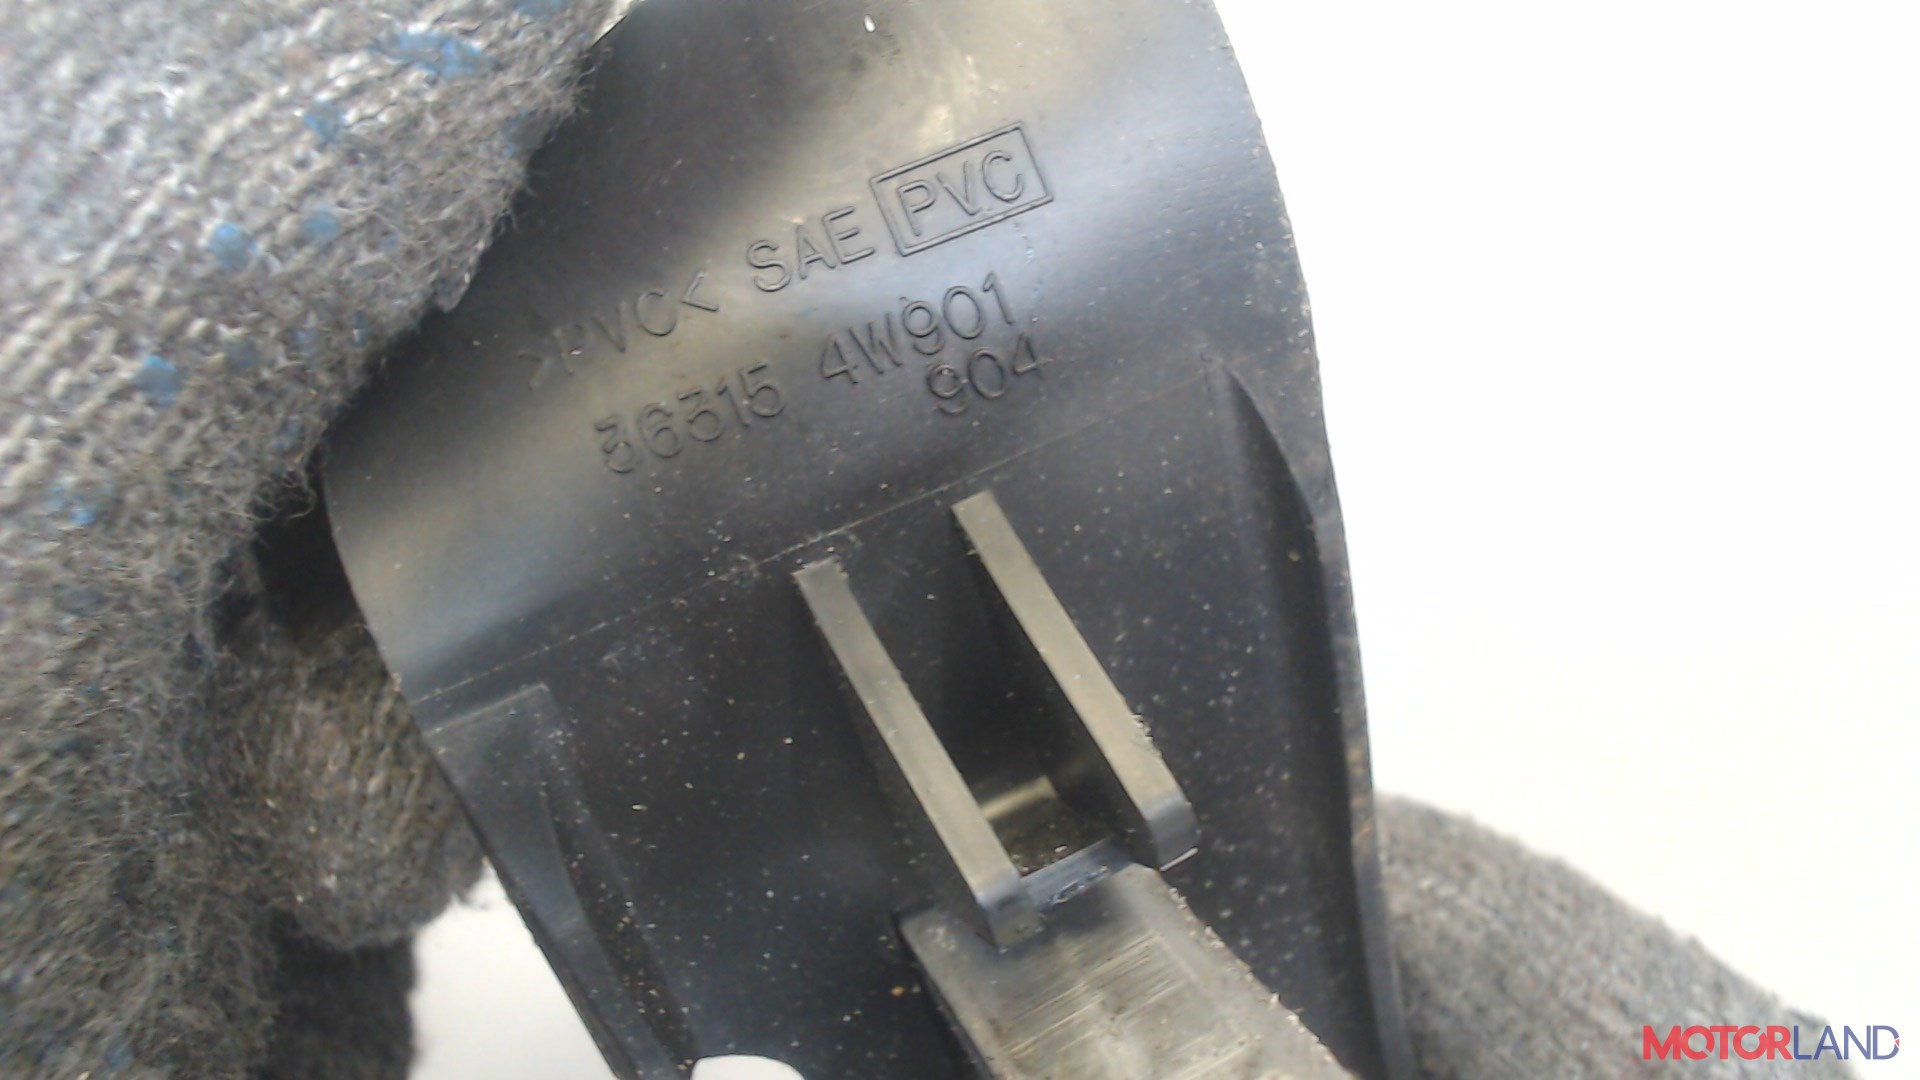 >PVC< SAE PVC
36315 4W901
904
MOTORLAND